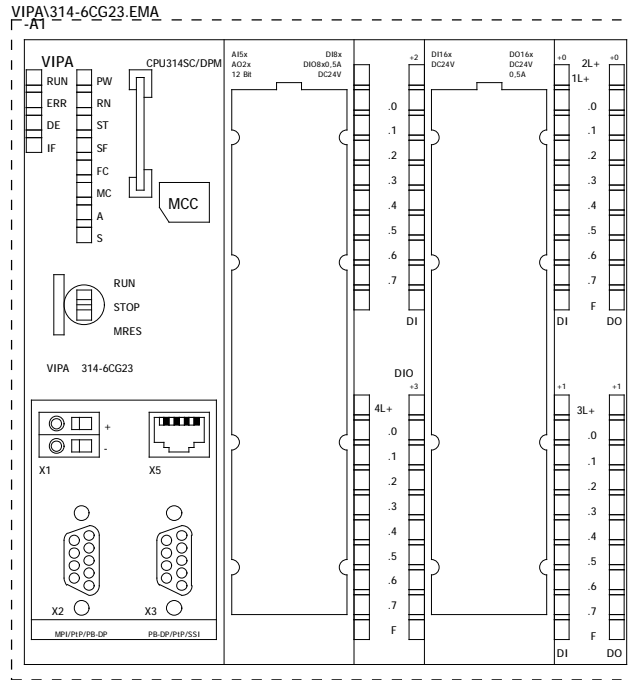 VIPA\314-6CG23.EMA
-A1
VIPA
CPU314SC/DPM
RUN PW
ERR RN
DE ST
IF SF
FC
MC
A
S
MCC
RUN
STOP
MRES
VIPA 314-6CG23
+
-
X1
X5
X2
X3
MPI/PtP/PB-DP
PB-DP/PtP/SSI
AI5x
AO2x
12 Bit
DI8x
DIO8x0,5A
DC24V
+2
.0
.1
.2
.3
.4
.5
.6
.7
DI
DIO
+3
4L+
.0
.1
.2
.3
.4
.5
.6
.7
F
DI16x
DC24V
DO16x
DC24V
0,5A
+0
2L+
+0
1L+
.0
.1
.2
.3
.4
.5
.6
.7
F
DI
DO
+1
+1
3L+
.0
.1
.2
.3
.4
.5
.6
.7
F
DI
DO